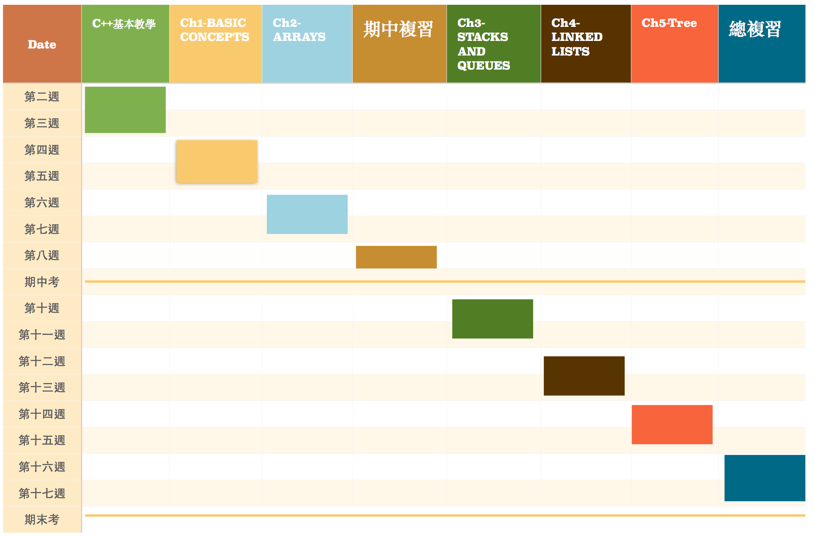 Date
C++基本教學
Ch1-BASIC
CONCEPTS
Ch2-
ARRAYS
期中複習
Ch3-
STACKS
AND
QUEUES
Ch4-
LINKED
LISTS
Ch5-Tree
總複習
第二週
第三週
第四週
第五週
第六週
第七週
第八週
期中考
第十週
第十一週
第十二週
第十三週
第十四週
第十五週
第十六週
第十七週
期末考